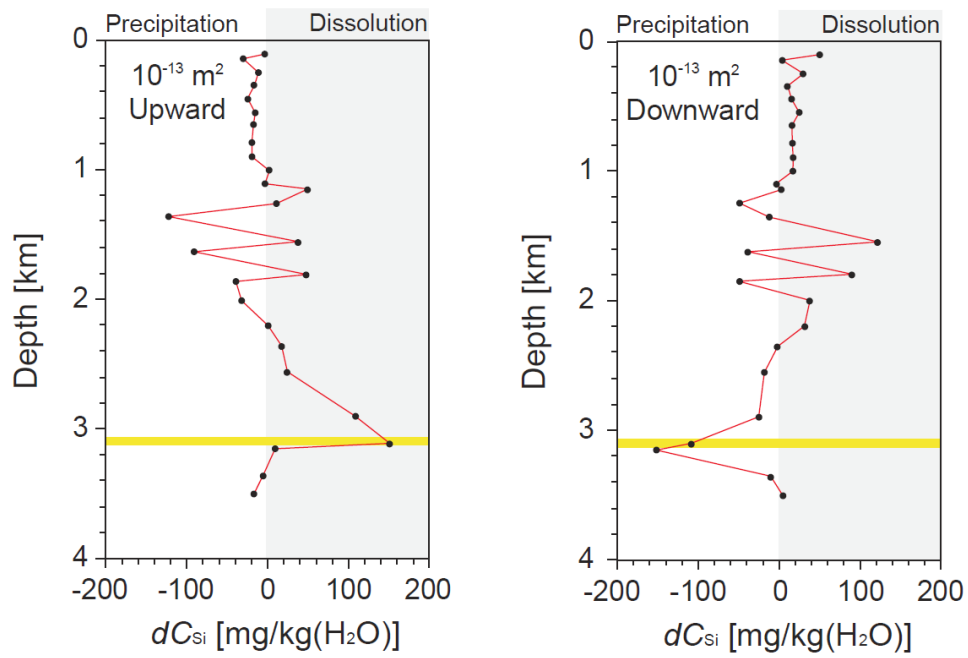 Precipitation Dissolution
0
10⁻¹³ m²
Upward
1
2
3
4
Depth [km]
-200 -100 0 100 200
dC_Si [mg/kg(H₂O)]
Precipitation Dissolution
0
10⁻¹³ m²
Downward
1
2
3
4
Depth [km]
-200 -100 0 100 200
dC_Si [mg/kg(H₂O)]